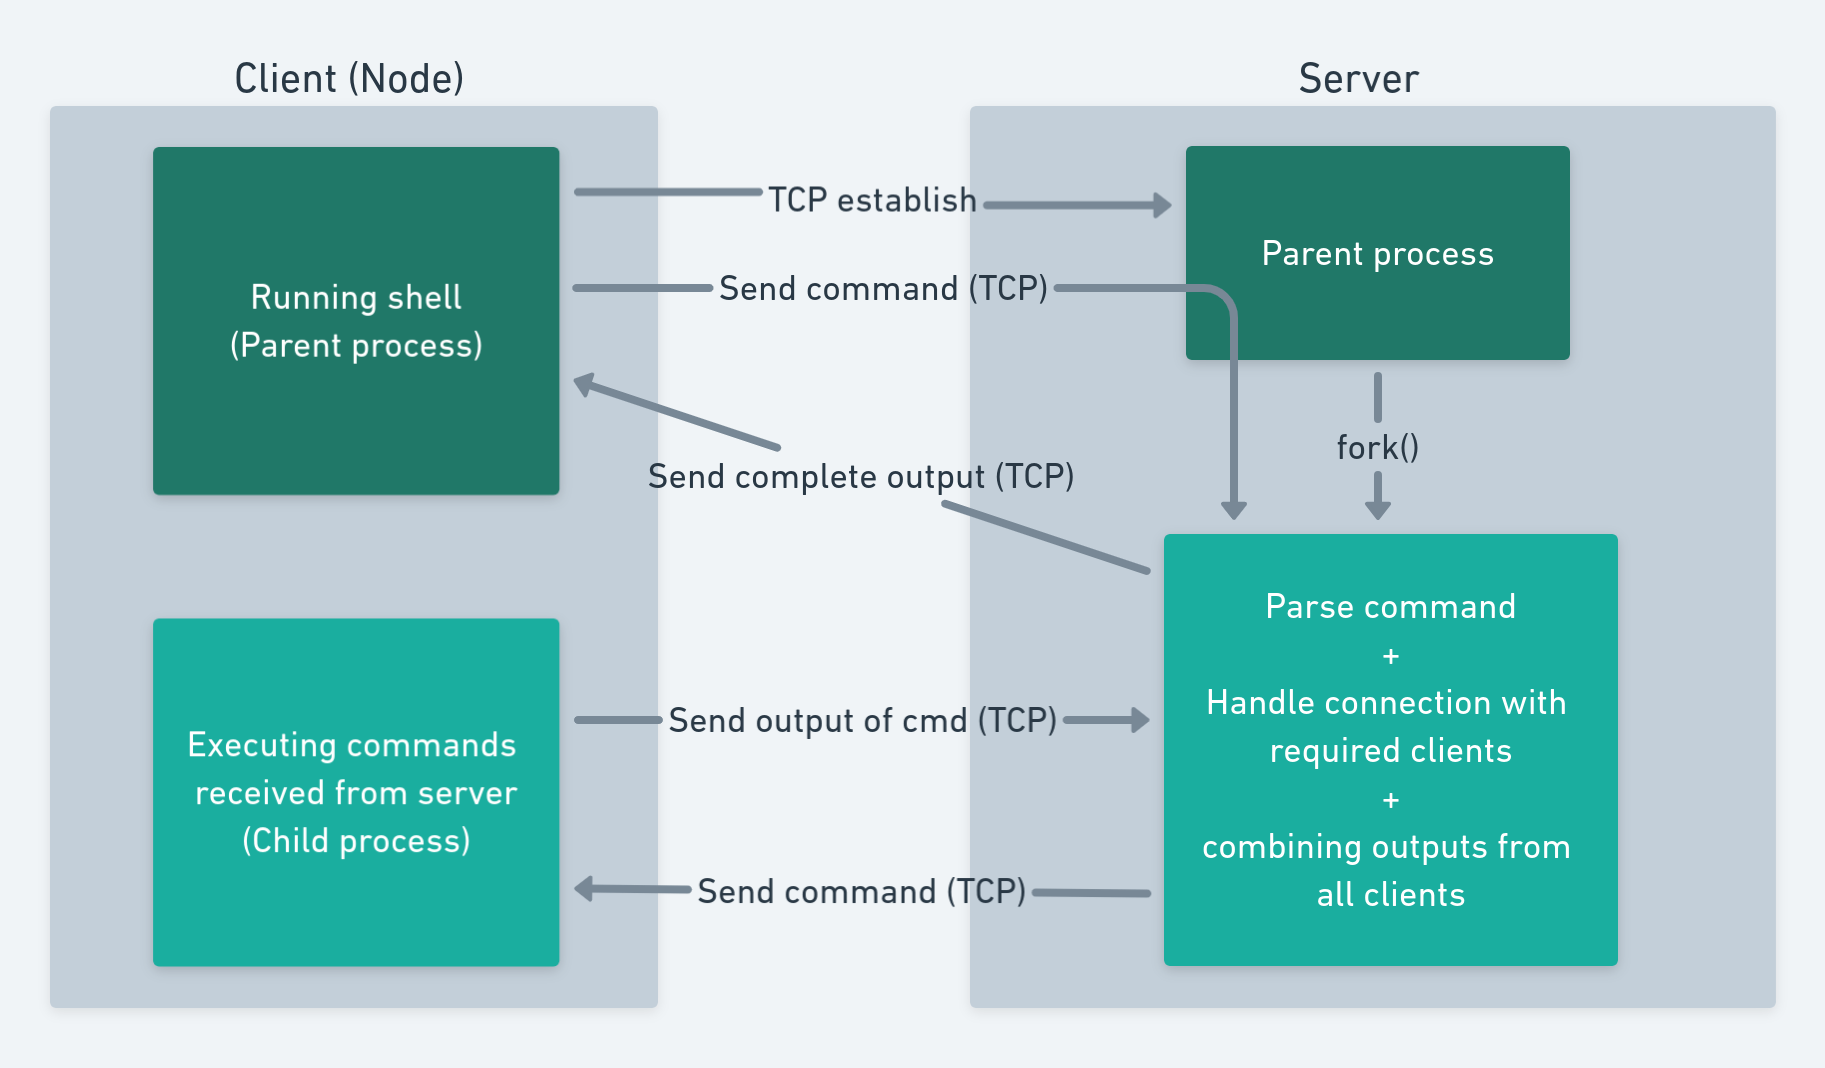 Client (Node)
Server
Running shell
(Parent process)
TCP establish
Parent process
Send command (TCP)
fork()
Send complete output (TCP)
Executing commands
received from server
(Child process)
Send output of cmd (TCP)
Send command (TCP)
Parse command
+
Handle connection with
required clients
+
combining outputs from
all clients